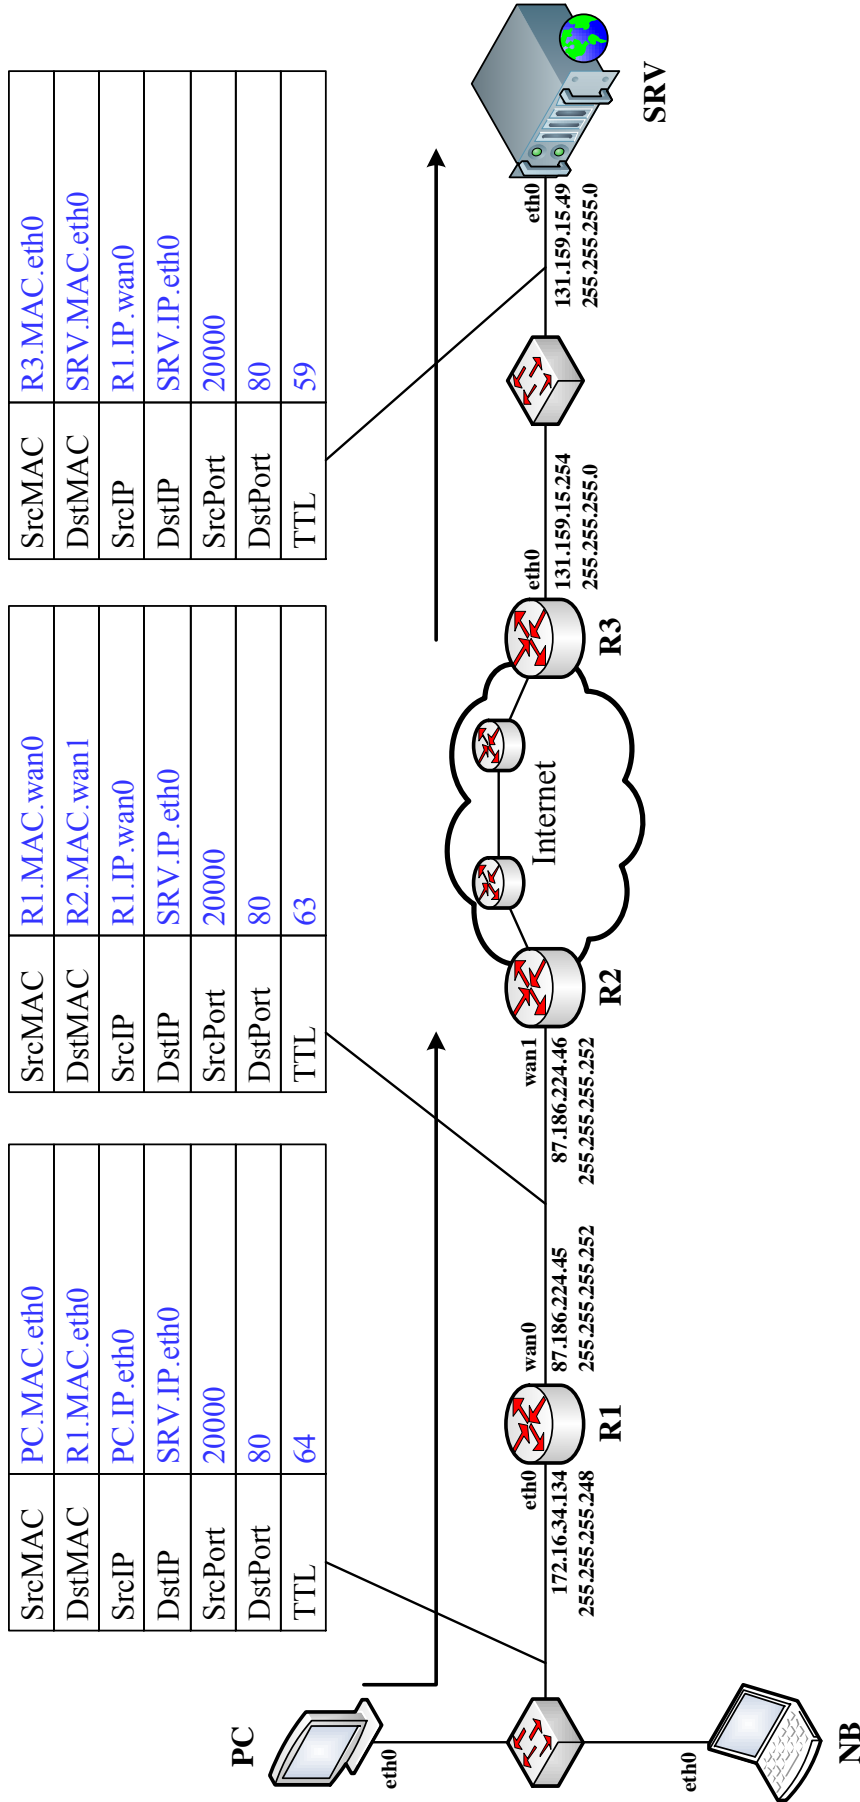 SrcMAC PC.MAC.eth0
DstMAC R1.MAC.eth0
SrcIP PC.IP.eth0
DstIP SRV.IP.eth0
SrcPort 20000
DstPort 80
TTL 64
SrcMAC R1.MAC.wan0
DstMAC R2.MAC.wan1
SrcIP R1.IP.wan0
DstIP SRV.IP.eth0
SrcPort 20000
DstPort 80
TTL 63
SrcMAC R3.MAC.eth0
DstMAC SRV.MAC.eth0
SrcIP R1.IP.wan0
DstIP SRV.IP.eth0
SrcPort 20000
DstPort 80
TTL 59
PC
eth0
eth0
NB
eth0
172.16.34.134
255.255.255.248
R1
wan0
87.186.224.45
255.255.255.252
wan1
87.186.224.46
255.255.255.252
R2
Internet
R3
eth0
131.159.15.254
255.255.255.0
eth0
131.159.15.49
255.255.255.0
SRV